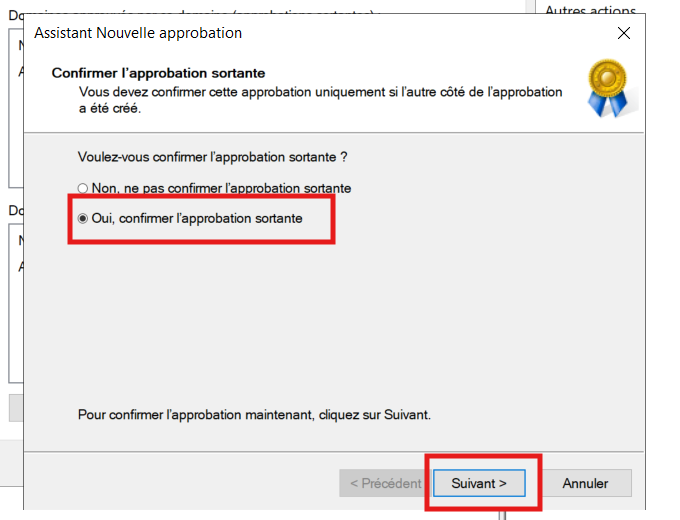 Autres actions
Assistant Nouvelle approbation
Confirmer l'approbation sortante
Vous devez confirmer cette approbation uniquement si l'autre côté de l'approbation
a été créé.
Voulez-vous confirmer l'approbation sortante ?
Non, ne pas confirmer l'approbation sortante
Oui, confirmer l'approbation sortante
Pour confirmer l'approbation maintenant, cliquez sur Suivant.
< Précédent
Suivant >
Annuler